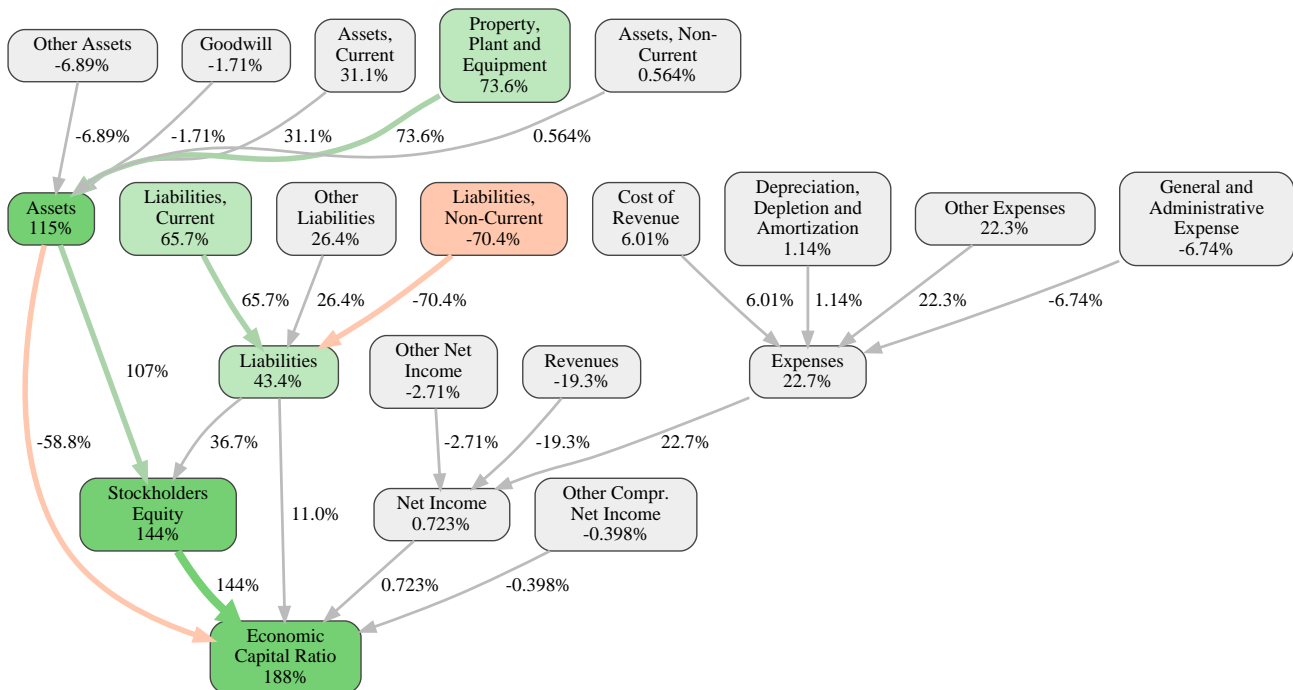 Other Assets
-6.89%
Goodwill
-1.71%
Assets,
Current
31.1%
Property,
Plant and
Equipment
73.6%
Assets, Non-
Current
0.564%
-6.89%
-1.71%
31.1%
73.6%
0.564%
Assets
115%
Liabilities,
Current
65.7%
Other
Liabilities
26.4%
Liabilities,
Non-Current
-70.4%
Cost of
Revenue
6.01%
Depreciation,
Depletion and
Amortization
1.14%
Other Expenses
22.3%
General and
Administrative
Expense
-6.74%
65.7%
26.4%
-70.4%
6.01%
1.14%
22.3%
-6.74%
107%
Liabilities
43.4%
Other Net
Income
-2.71%
Revenues
-19.3%
Expenses
22.7%
-58.8%
36.7%
-2.71%
-19.3%
22.7%
Stockholders
Equity
144%
11.0%
Net Income
0.723%
Other Compr.
Net Income
-0.398%
144%
0.723%
-0.398%
Economic
Capital Ratio
188%